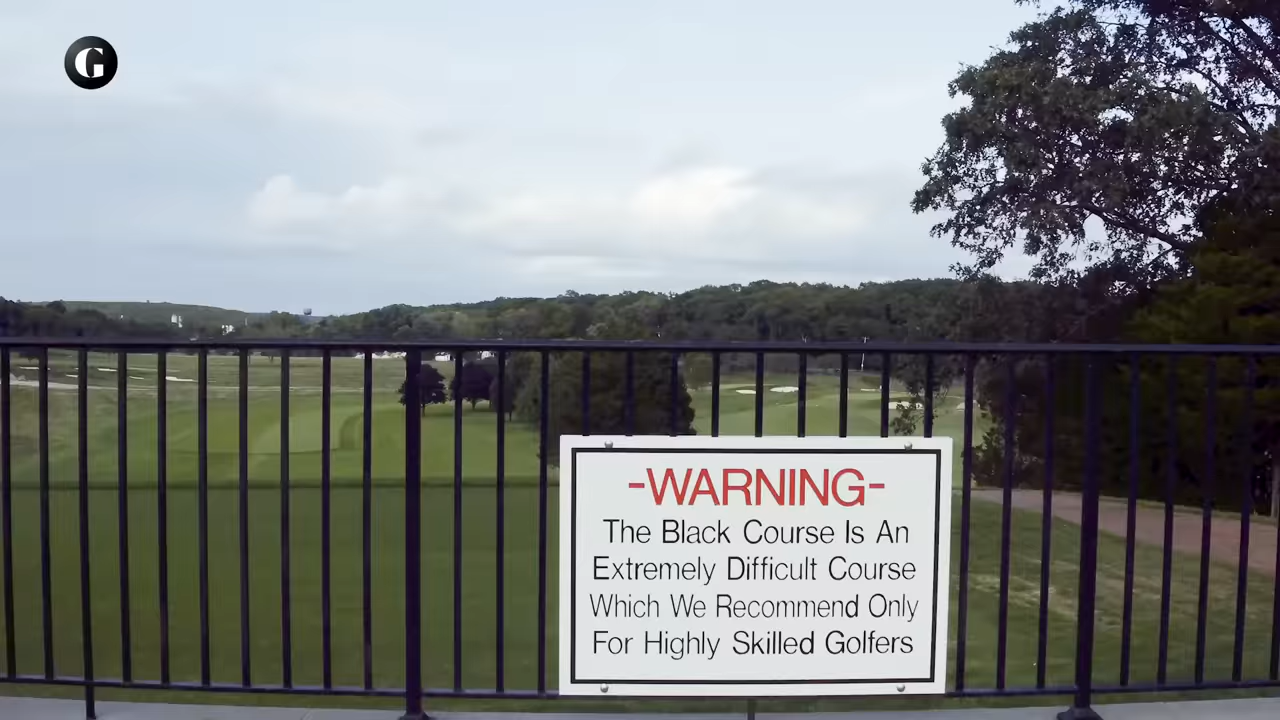 G
-WARNING-
The Black Course Is An
Extremely Difficult Course
Which We Recommend Only
For Highly Skilled Golfers